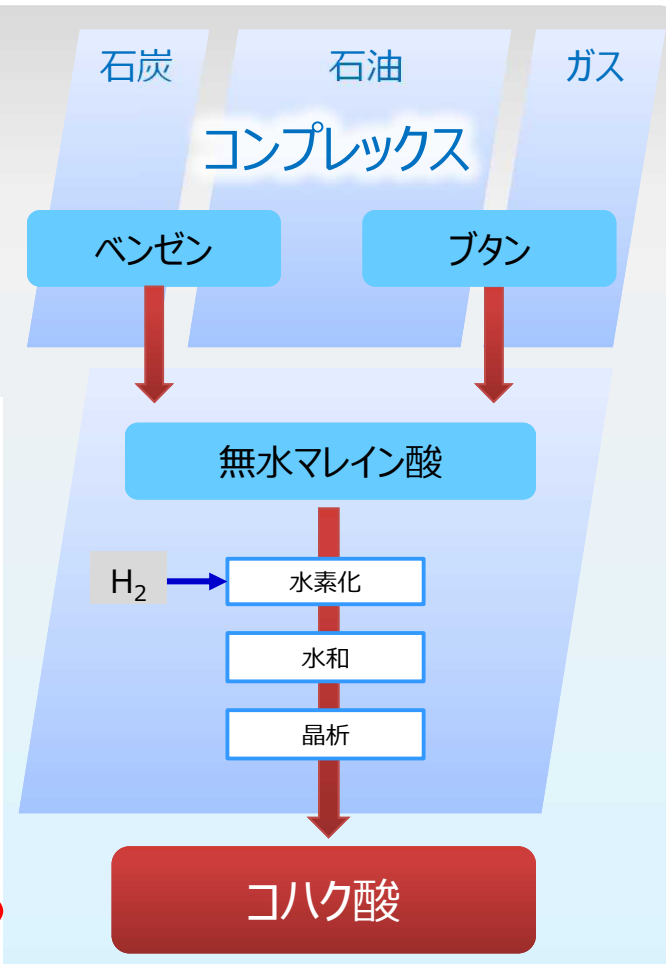 石炭 石油 ガス
コンプレックス
ベンゼン ブタン
無水マレイン酸
H₂ 水素化
水和
晶析
コハク酸